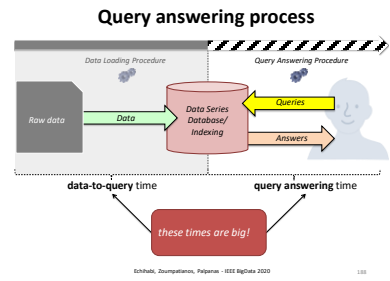 Query answering process
Data Loading Procedure
Query Answering Procedure
Raw data
Data
Data Series
Database/
Indexing
Queries
Answers
data-to-query time
query answering time
these times are big!
Echihabi, Zoumpatianos, Palpanas - IEEE BigData 2020